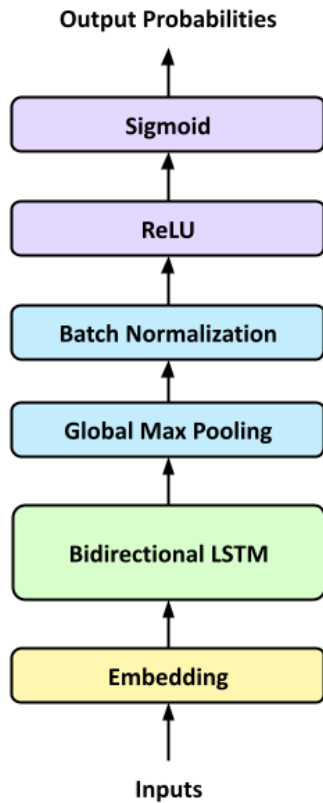 Output Probabilities
Sigmoid
ReLU
Batch Normalization
Global Max Pooling
Bidirectional LSTM
Embedding
Inputs